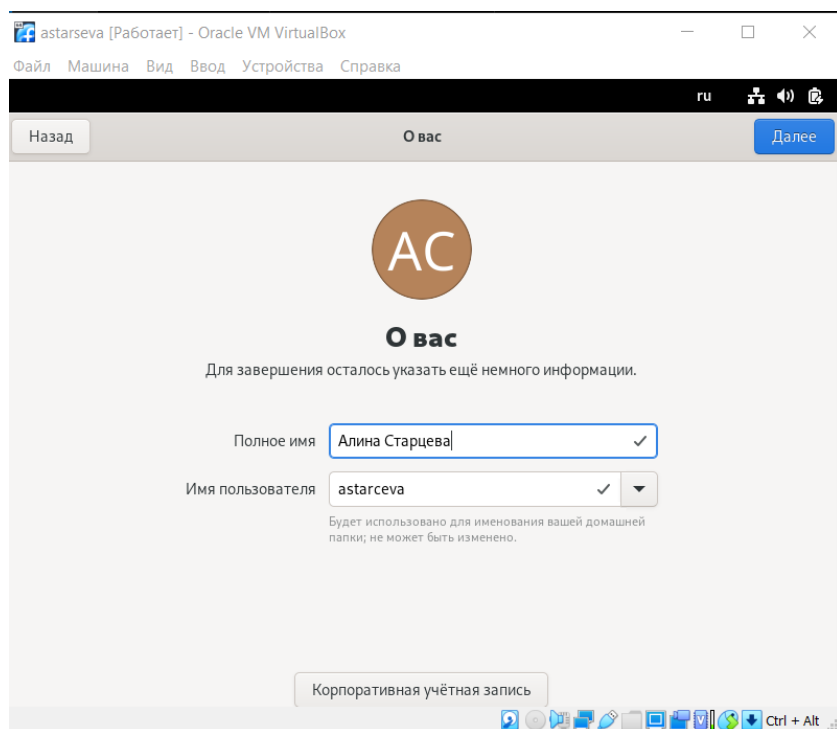 astarseva [Работает] - Oracle VM VirtualBox
Файл Машина Вид Ввод Устройства Справка
ru
Назад О вас Далее
АС
О вас
Для завершения осталось указать ещё немного информации.
Полное имя Алина Старцева
Имя пользователя astarceva
Будет использовано для именования вашей домашней
папки; не может быть изменено.
Корпоративная учётная запись
Ctrl + Alt